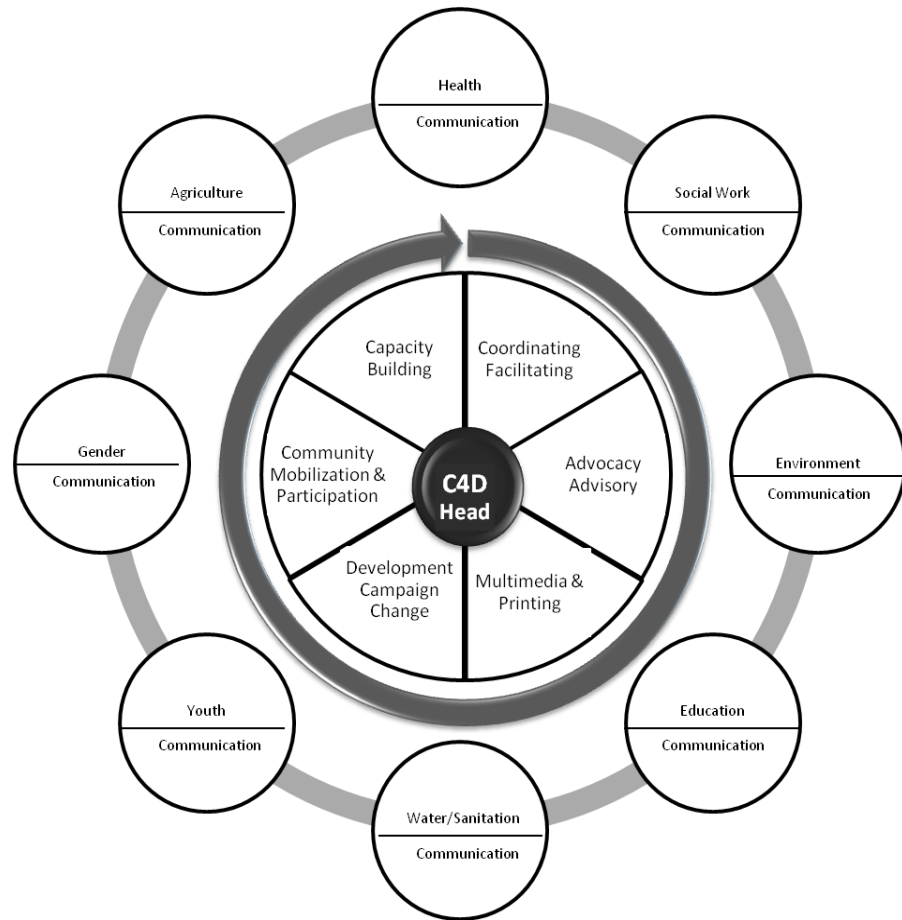 Health
Communication
Social Work
Communication
Environment
Communication
Education
Communication
Water/Sanitation
Communication
Youth
Communication
Gender
Communication
Agriculture
Communication
Coordinating
Facilitating
Advocacy
Advisory
Multimedia &
Printing
Development
Campaign
Change
Community
Mobilization &
Participation
Capacity
Building
C4D
Head